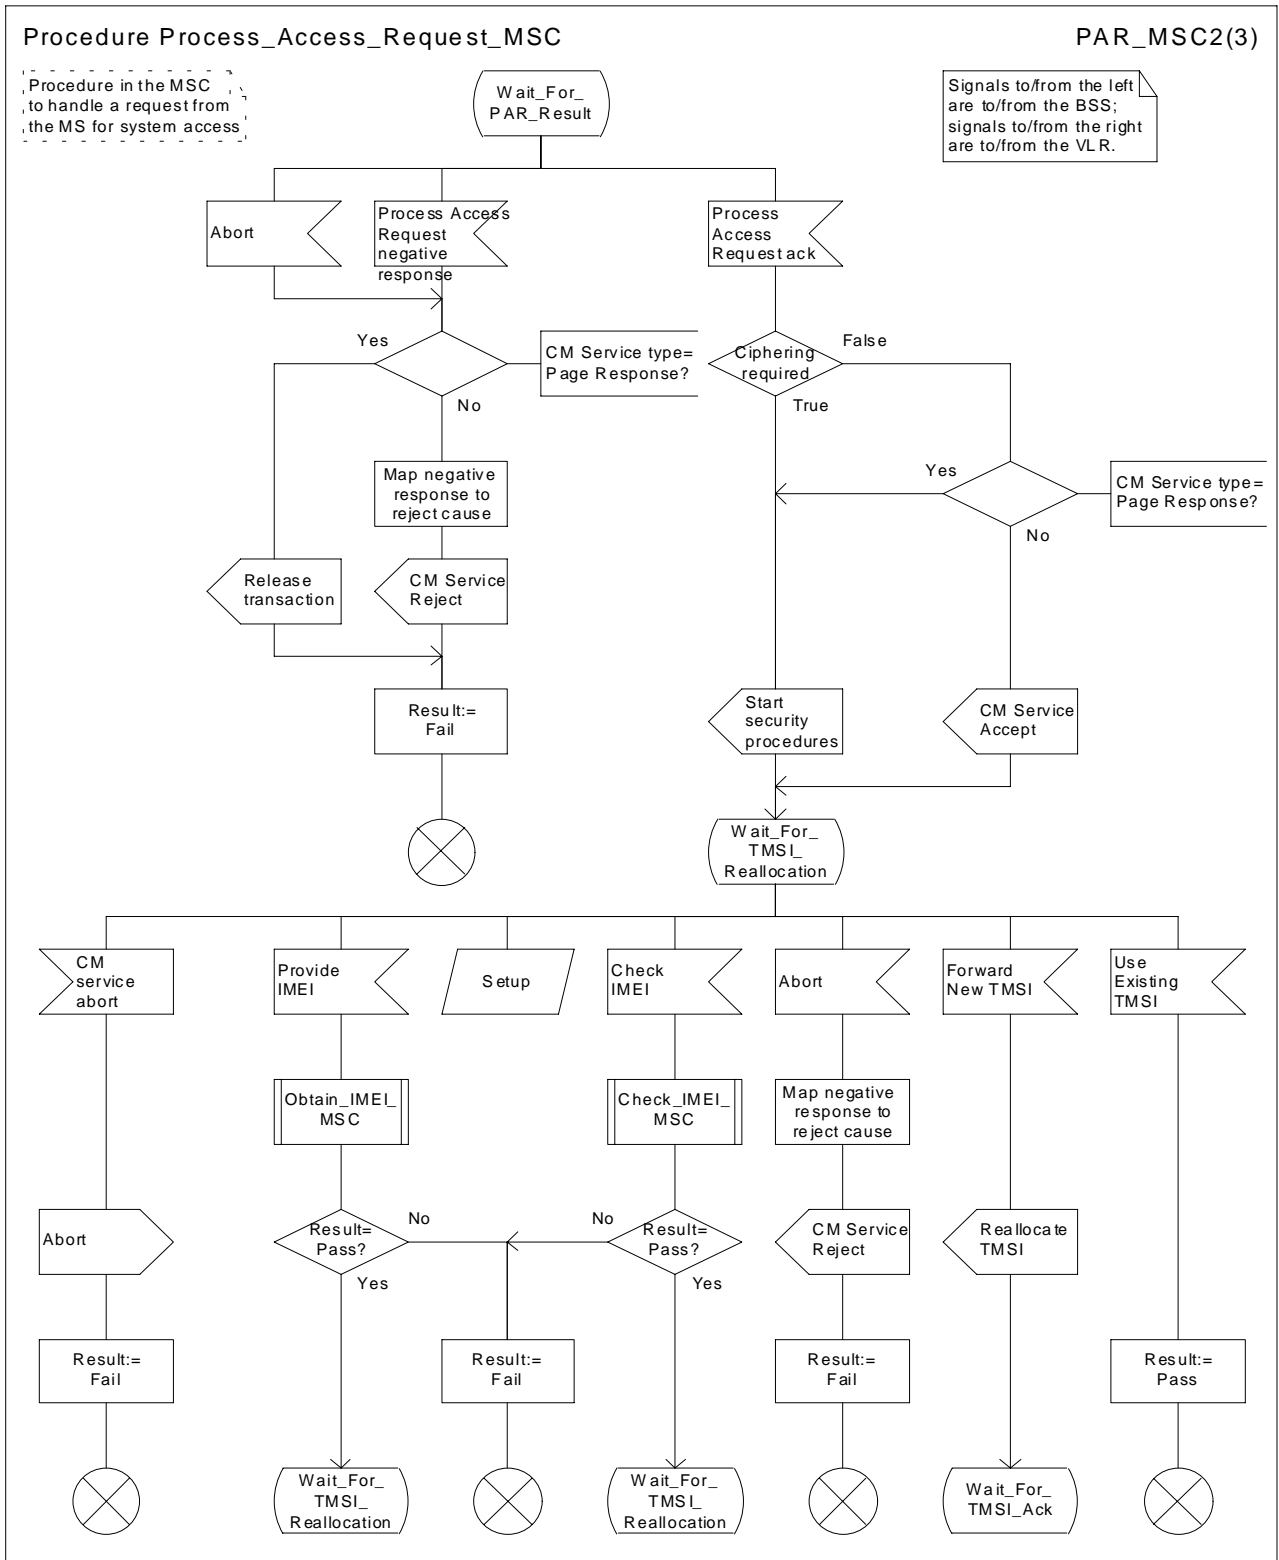 Procedure Process_Access_Request_MSC
PAR_MSC2(3)
Procedure in the MSC
to handle a request from
the MS for system access
Wait_For_
PAR_Result
Signals to/from the left
are to/from the BSS;
signals to/from the right
are to/from the VLR.
Abort
Process Access
Request
negative
response
Process
Access
Request ack
Yes
No
CM Service type=
Page Response?
Ciphering
required
False
True
Map negative
response to
reject cause
Yes
No
CM Service type=
Page Response?
Release
transaction
CM Service
Reject
Result:=
Fail
Start
security
procedures
CM Service
Accept
Wait_For_
TMSI_
Reallocation
CM
service
abort
Provide
IMEI
Setup
Check
IMEI
Abort
Forward
New TMSI
Use
Existing
TMSI
Obtain_IMEI_
MSC
Check_IMEI_
MSC
Map negative
response to
reject cause
Abort
Result=
Pass?
No
Yes
No
Result=
Pass?
Yes
CM Service
Reject
Reallocate
TMSI
Result:=
Fail
Result:=
Fail
Result:=
Fail
Result:=
Pass
Wait_For_
TMSI_
Reallocation
Wait_For_
TMSI_
Reallocation
Wait_For_
TMSI_Ack